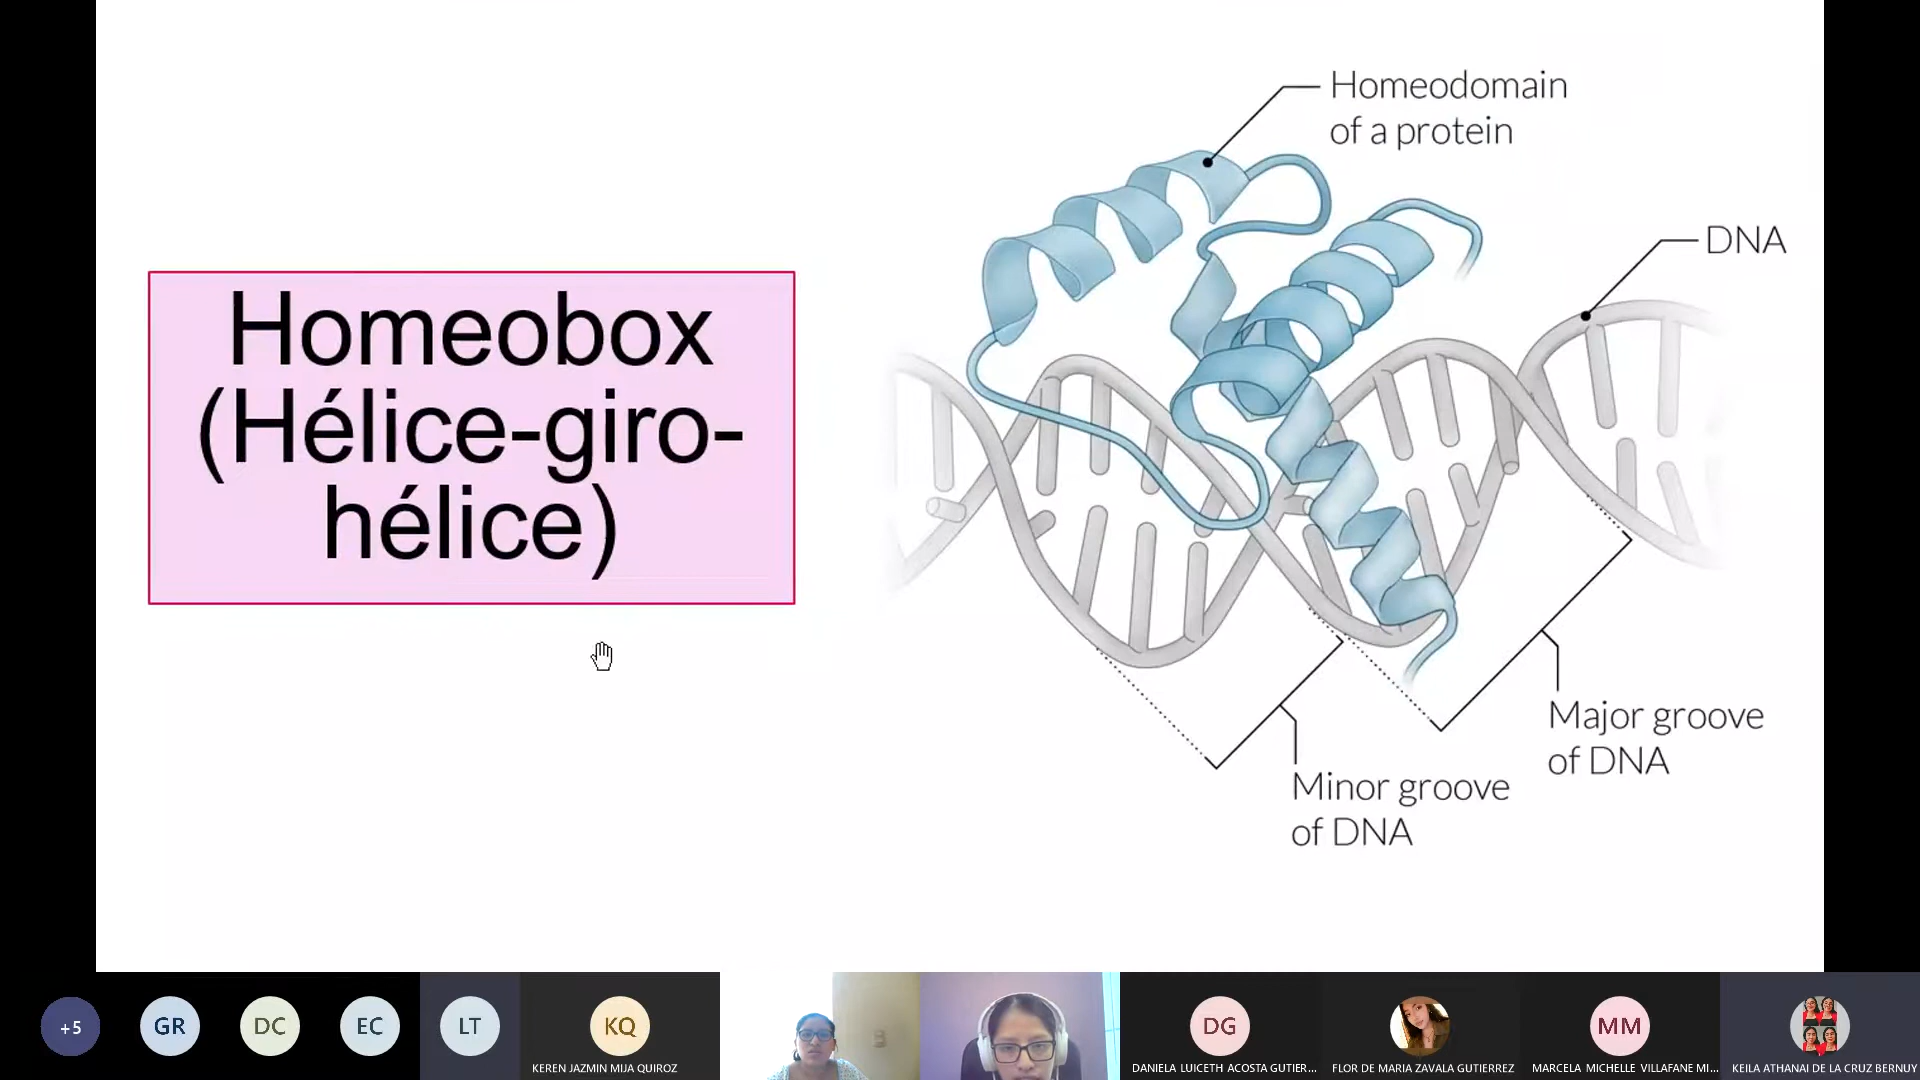 Homeodomain
of a protein
DNA
Homeobox
(Hélice-giro-
hélice)
Major groove
of DNA
Minor groove
of DNA
+5
GR
DC
EC
LT
KQ
KEREN JAZMIN MIJA QUIROZ
DG
DANIELA LUICETH ACOSTA GUTIER...
FLOR DE MARIA ZAVALA GUTIERREZ
MM
MARCELA MICHELLE VILLAFANE MI...
KEILA ATHANAI DE LA CRUZ BERNUY